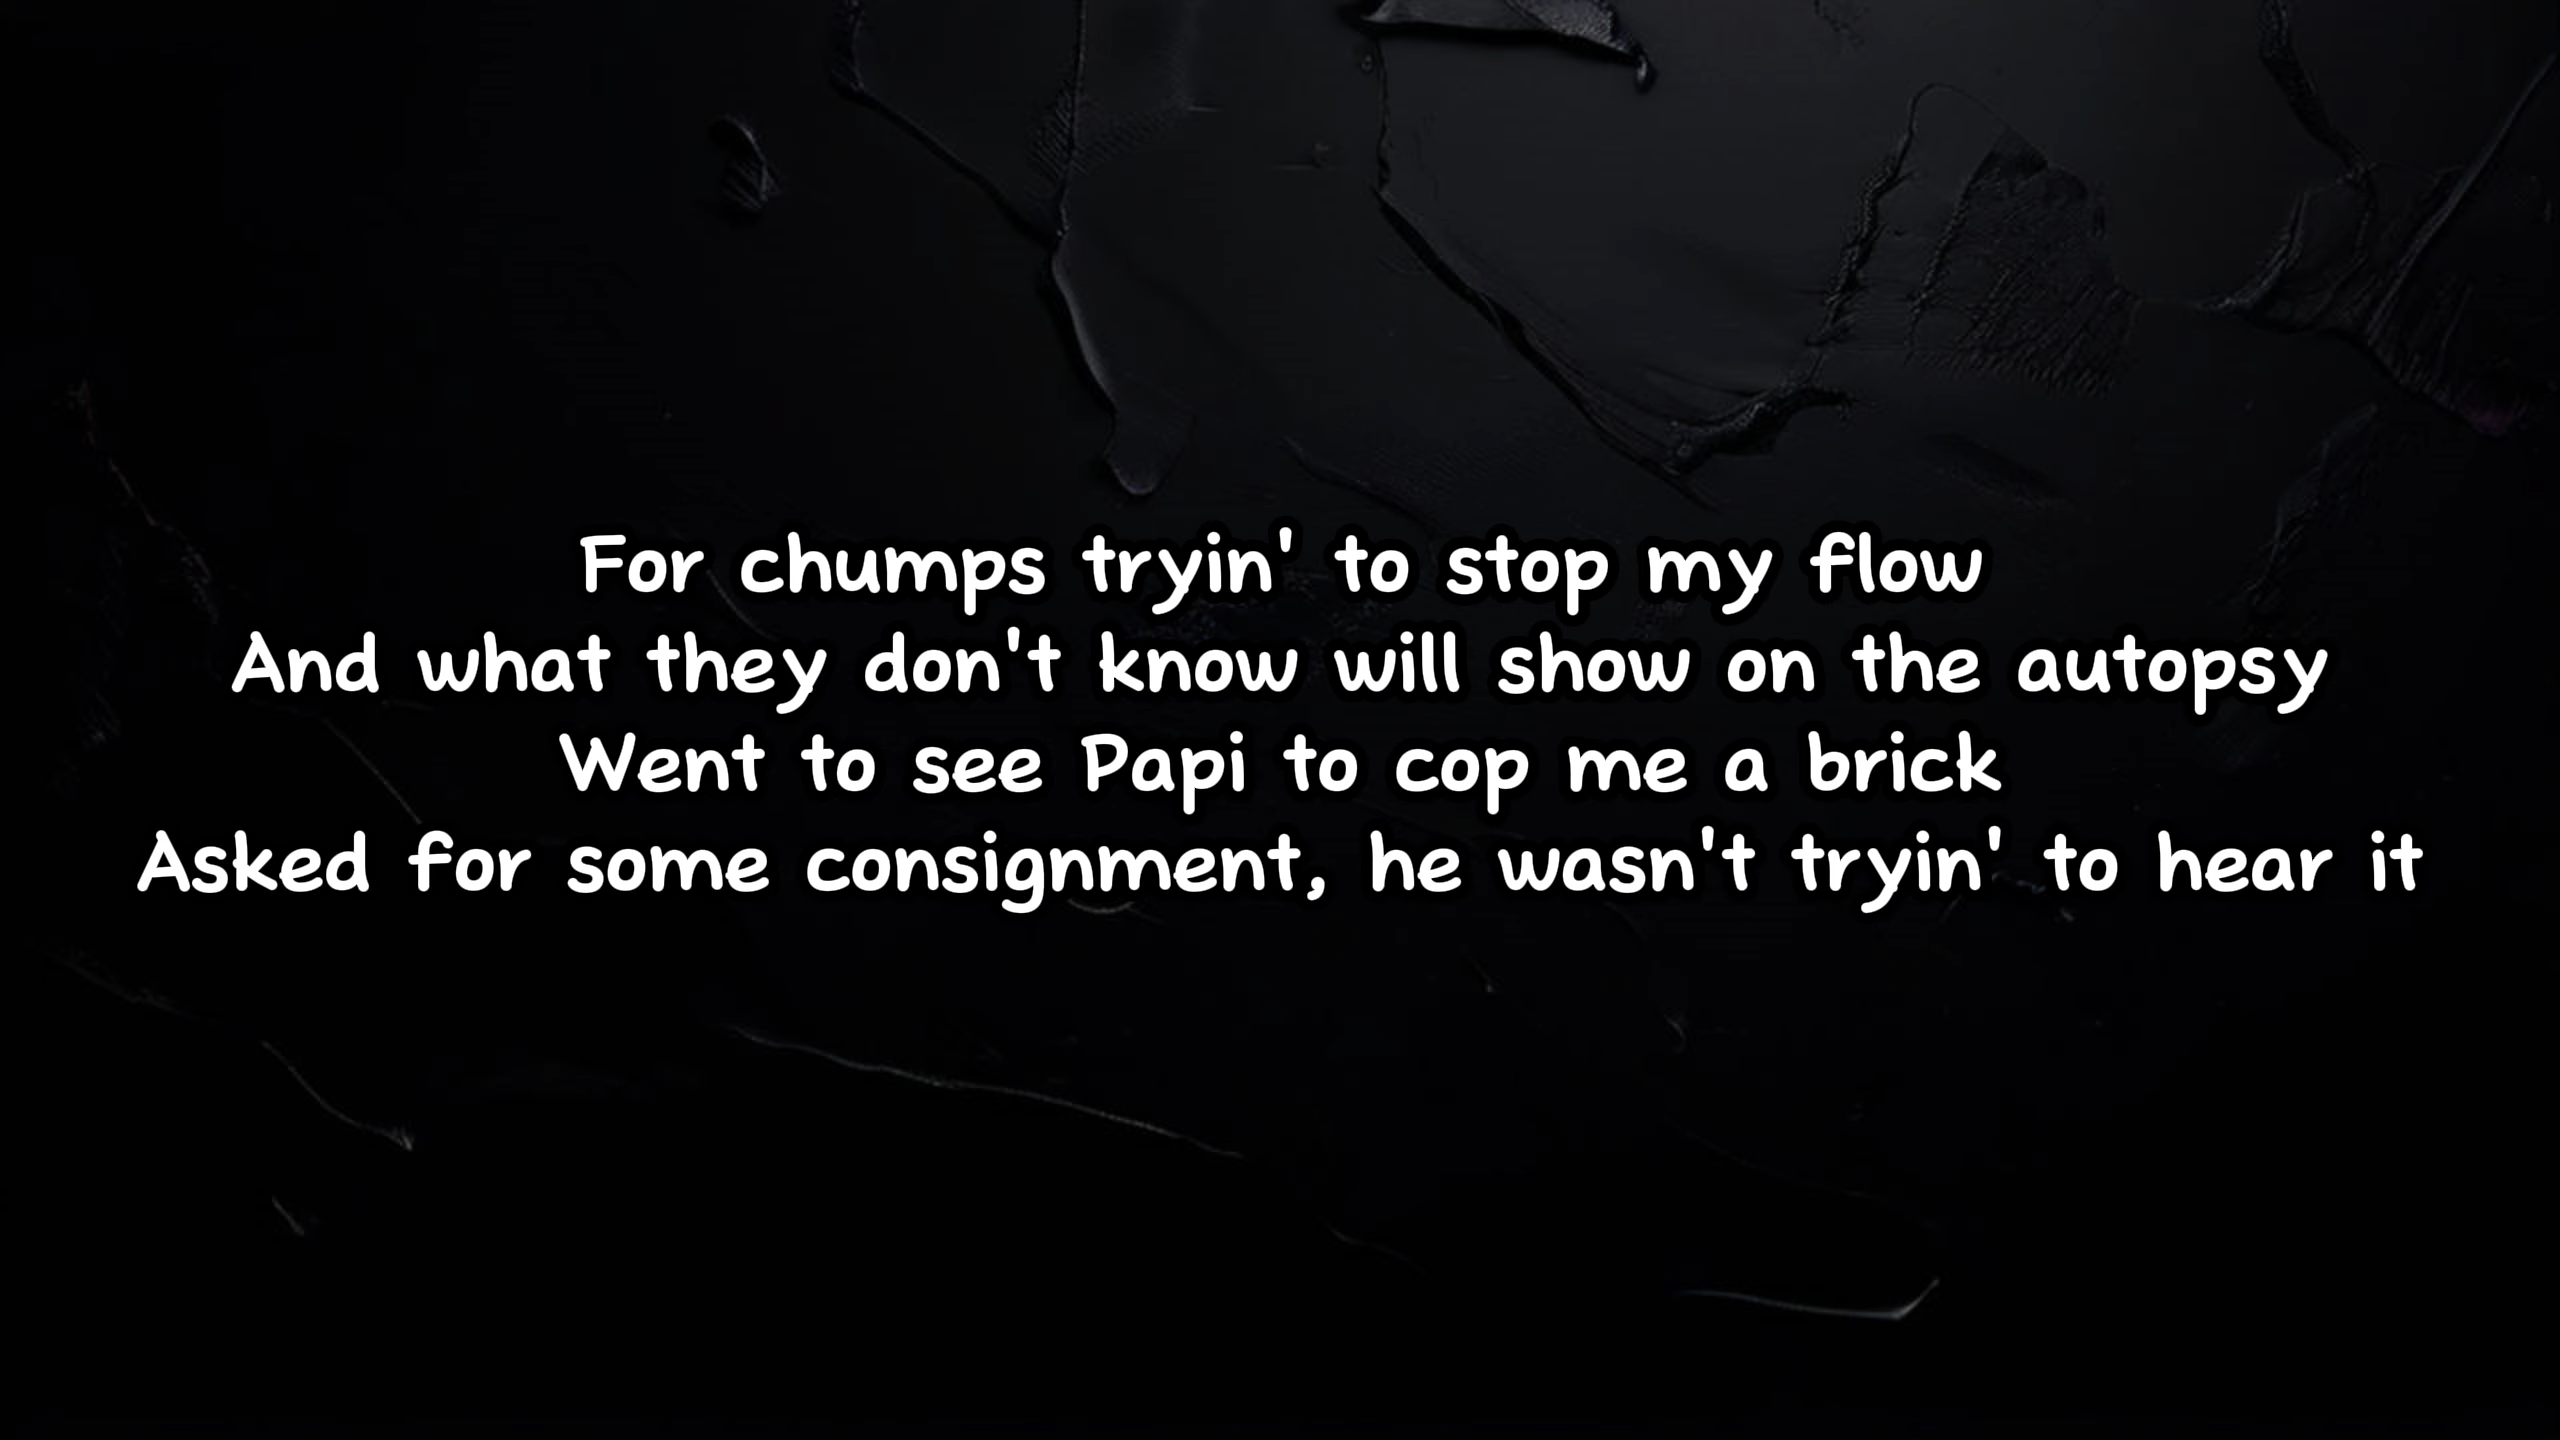 For chumps tryin' to stop my flow
And what they don't know will show on the autopsy
Went to see Papi to cop me a brick
Asked for some consignment, he wasn't tryin' to hear it